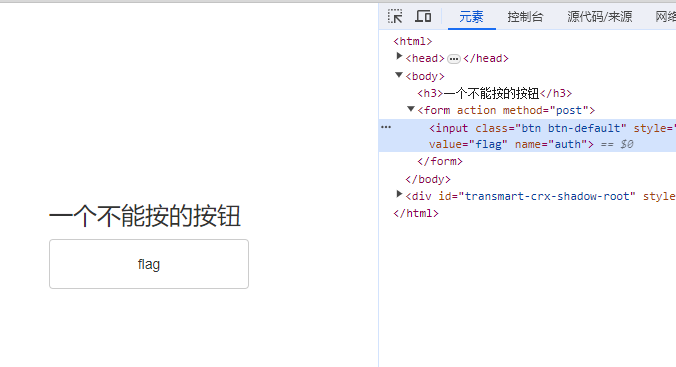 一个不能按的按钮
flag
元素 控制台 源代码/来源
<html>
<head> … </head>
<body>
<h3>一个不能按的按钮</h3>
<form action method="post">
… <input class="btn btn-default" style="
value="flag" name="auth"> == $0
</form>
</body>
<div id="transmart-crx-shadow-root" style
</html>